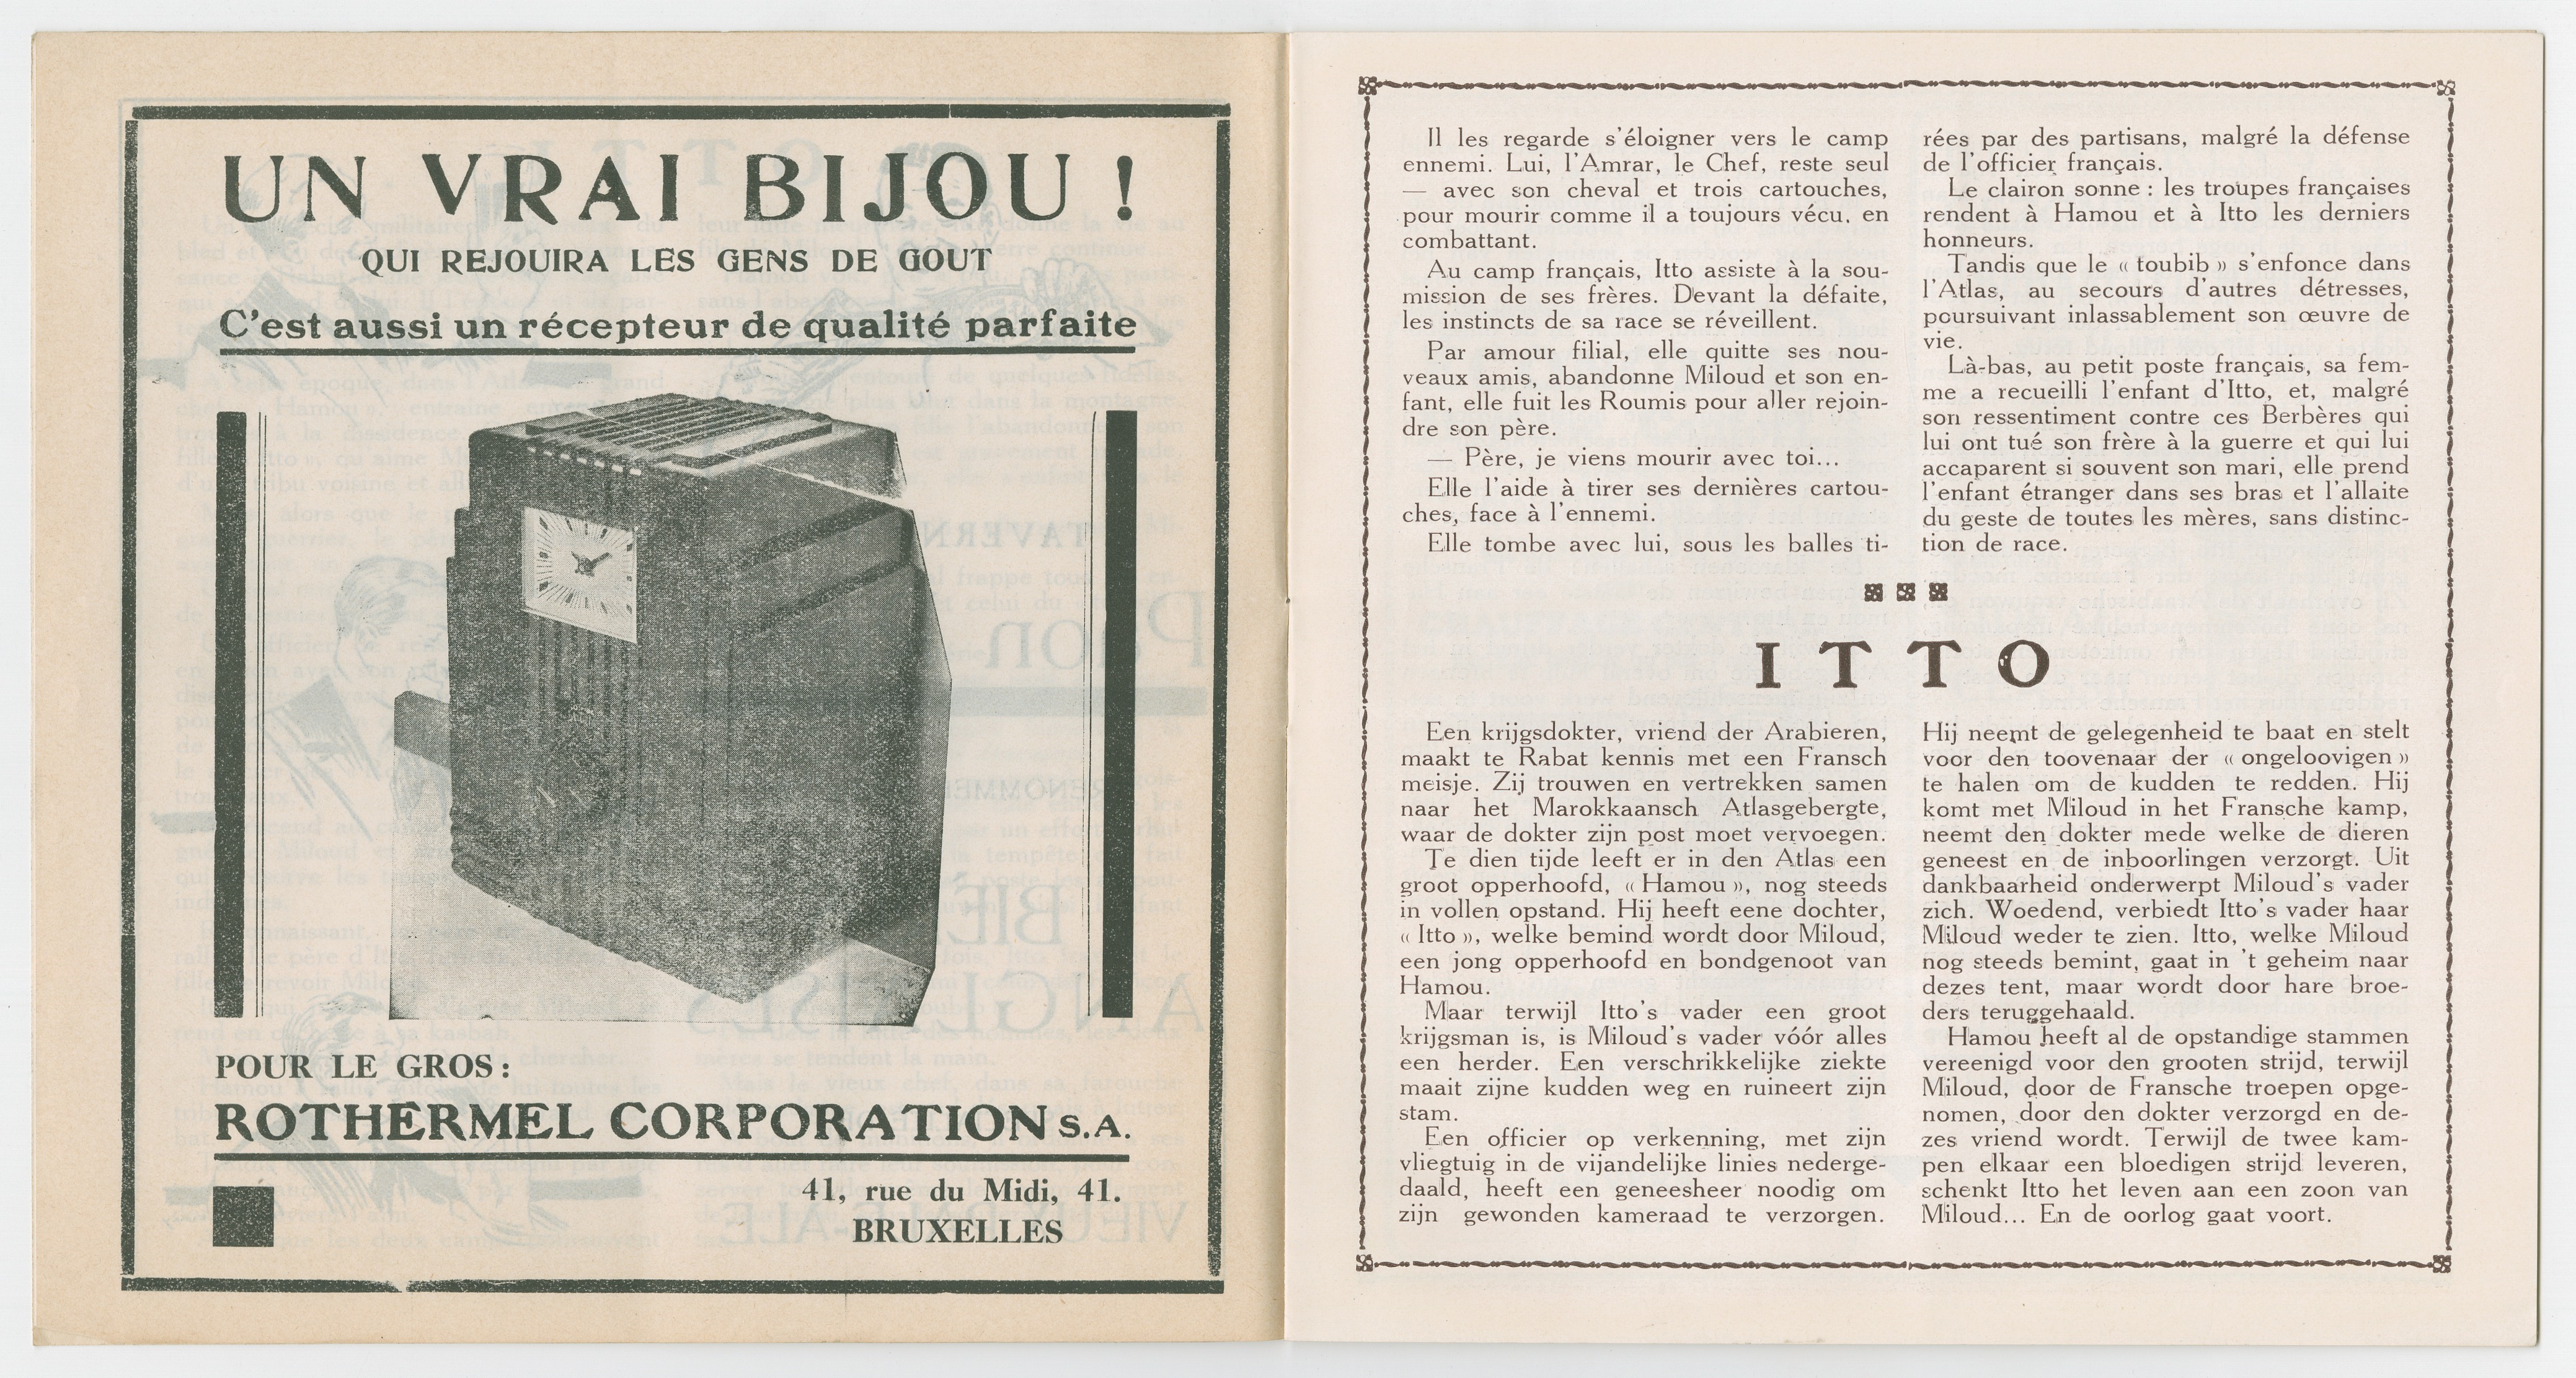 UN VRAI BIJOU !
QUI REJOUIRA LES GENS DE GOUT
C'est aussi un récepteur de qualité parfaite
POUR LE GROS :
ROTHERMEL CORPORATION S.A.
41, rue du Midi, 41.
BRUXELLES
Il les regarde s'éloigner vers le camp
ennemi. Lui, l'Amrar, le Chef, reste seul
— avec son cheval et trois cartouches,
pour mourir comme il a toujours vécu, en
combattant.
Au camp français, Itto assiste à la sou-
mission de ses frères. Devant la défaite,
les instincts de sa race se réveillent.
Par amour filial, elle quitte ses nou-
veaux amis, abandonne Miloud et son en-
fant, elle fuit les Roumis pour aller rejoin-
dre son père.
— Père, je viens mourir avec toi...
Elle l'aide à tirer ses dernières cartou-
ches, face à l'ennemi.
Elle tombe avec lui, sous les balles ti-
rées par des partisans, malgré la défense
de l'officier français.
Le clairon sonne : les troupes françaises
rendent à Hamou et à Itto les derniers
honneurs.
Tandis que le « toubib » s'enfonce dans
l'Atlas, au secours d'autres détresses,
poursuivant inlassablement son œuvre de
vie.
Là-bas, au petit poste français, sa fem-
me a recueilli l'enfant d'Itto, et, malgré
son ressentiment contre ces Berbères qui
lui ont tué son frère à la guerre et qui lui
accaparent si souvent son mari, elle prend
l'enfant étranger dans ses bras et l'allaite
du geste de toutes les mères, sans distinc-
tion de race.
ITTO
Een krijgsdokter, vriend der Arabieren,
maakt te Rabat kennis met een Fransch
meisje. Zij trouwen en vertrekken samen
naar het Marokkaansch Atlasgebergte,
waar de dokter zijn post moet vervoegen.
Te dien tijde leeft er in den Atlas een
groot opperhoofd, « Hamou », nog steeds
in vollen opstand. Hij heeft eene dochter,
« Itto », welke bemind wordt door Miloud,
een jong opperhoofd en bondgenoot van
Hamou.
Maar terwijl Itto's vader een groot
krijgsman is, is Miloud's vader vóór alles
een herder. Een verschrikkelijke ziekte
maait zijne kudden weg en ruineert zijn
stam.
Een officier op verkenning, met zijn
vliegtuig in de vijandelijke linies nederge-
daald, heeft een geneesheer noodig om
zijn gewonden kameraad te verzorgen.
Hij neemt de gelegenheid te baat en stelt
voor den toovenaar der « ongeloovigen »
te halen om de kudden te redden. Hij
komt met Miloud in het Fransche kamp,
neemt den dokter mede welke de dieren
geneest en de inboorlingen verzorgt. Uit
dankbaarheid onderwerpt Miloud's vader
zich. Woedend, verbiedt Itto's vader haar
Miloud weder te zien. Itto, welke Miloud
nog steeds bemint, gaat in 't geheim naar
dezes tent, maar wordt door hare broe-
ders teruggehaald.
Hamou heeft al de opstandige stammen
vereenigd voor den grooten strijd, terwijl
Miloud, door de Fransche troepen opge-
nomen, door den dokter verzorgd en de-
zes vriend wordt. Terwijl de twee kam-
pen elkaar een bloedigen strijd leveren,
schenkt Itto het leven aan een zoon van
Miloud... En de oorlog gaat voort.